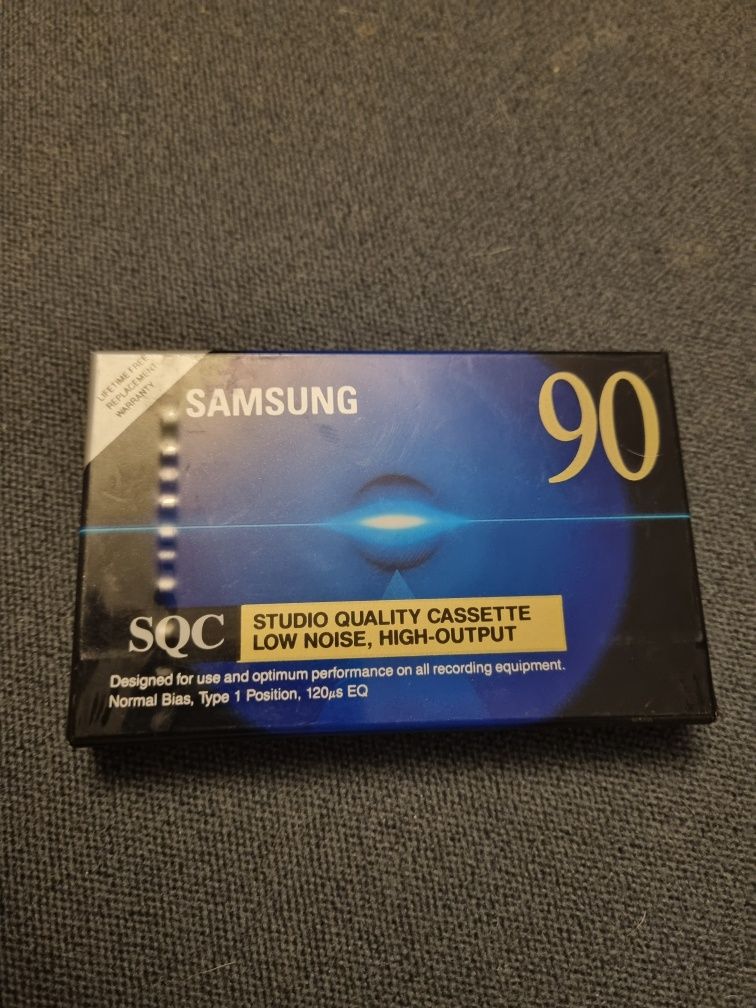 LIFETIME FREE
REPLACEMENT
WARRANTY
SAMSUNG
90
SQC
STUDIO QUALITY CASSETTE
LOW NOISE, HIGH-OUTPUT
Designed for use and optimum performance on all recording equipment.
Normal Bias, Type 1 Position, 120μs EQ